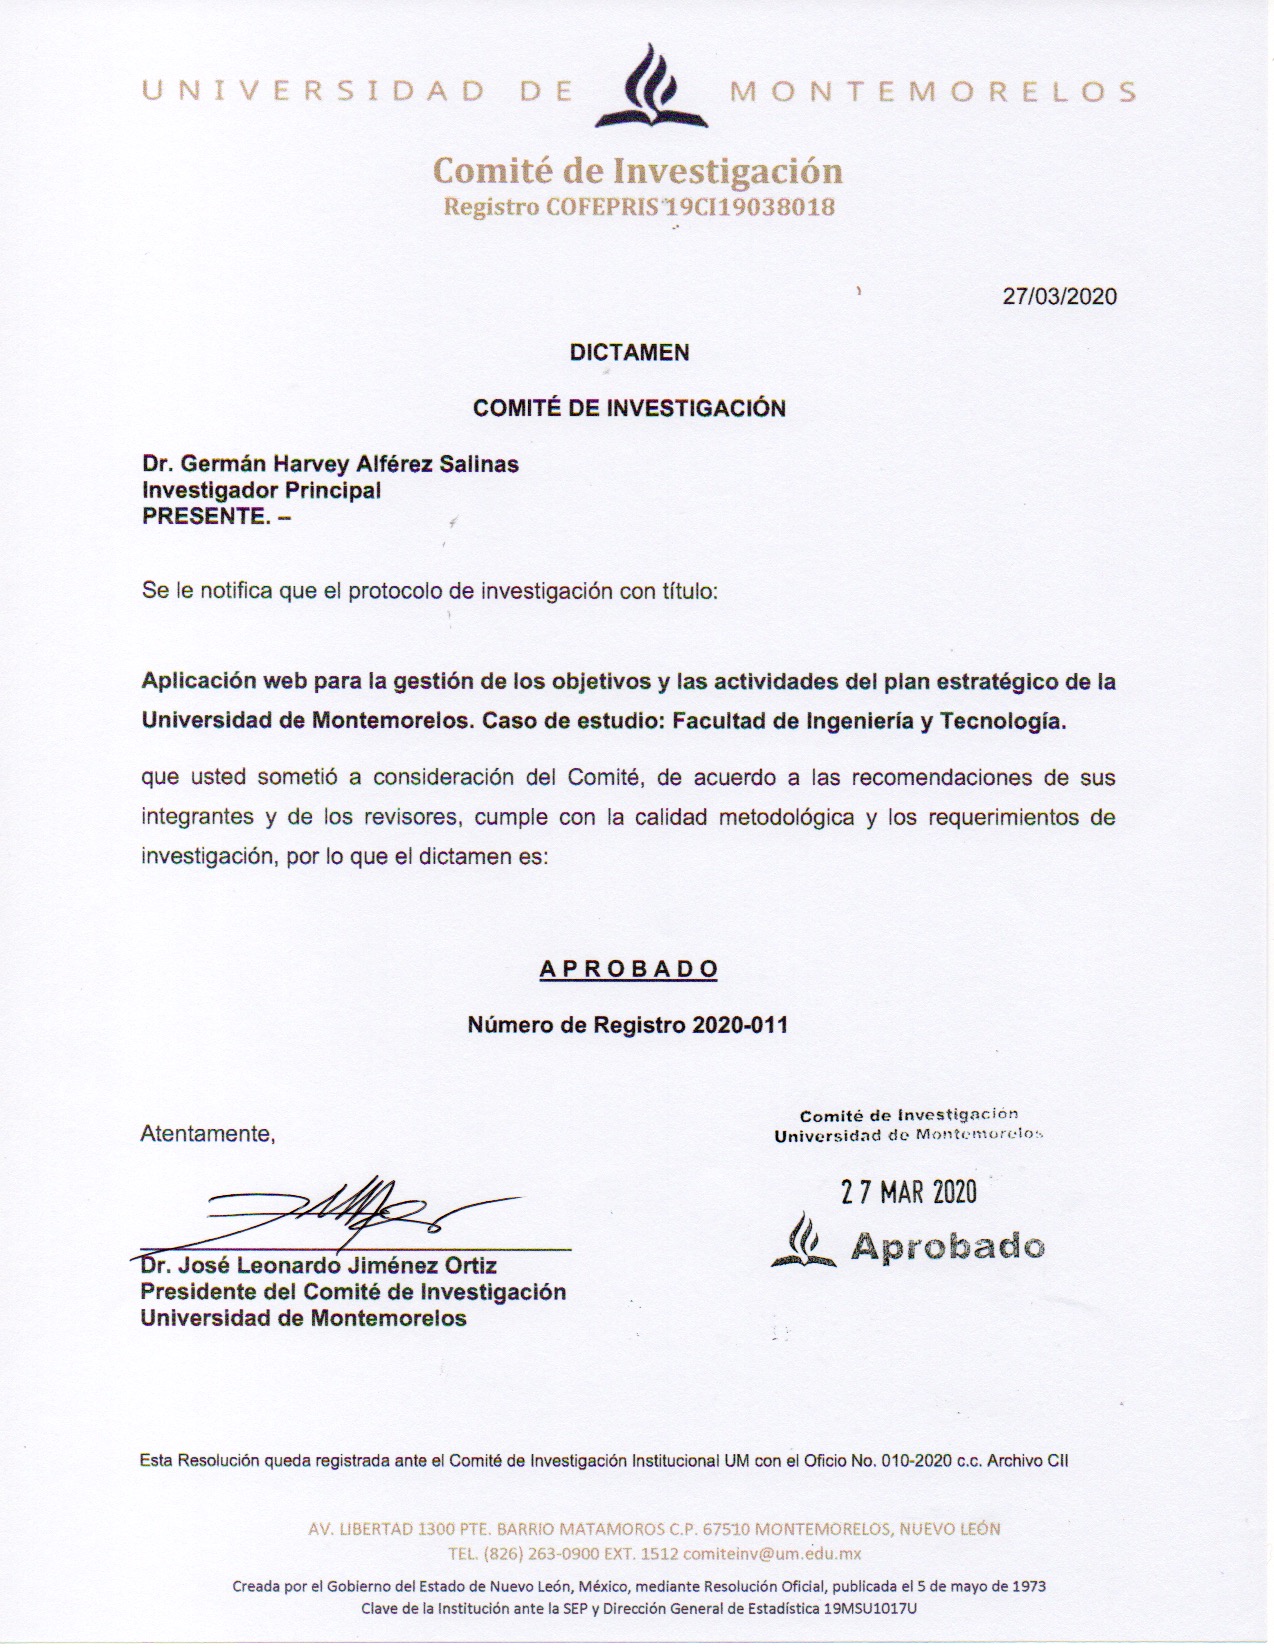 UNIVERSIDAD DE MONTEMORELOS
Comité de Investigación
Registro COFEPRIS 19CI19038018
27/03/2020
DICTAMEN
COMITÉ DE INVESTIGACIÓN
Dr. Germán Harvey Alférez Salinas
Investigador Principal
PRESENTE. –
Se le notifica que el protocolo de investigación con título:
Aplicación web para la gestión de los objetivos y las actividades del plan estratégico de la
Universidad de Montemorelos. Caso de estudio: Facultad de Ingeniería y Tecnología.
que usted sometió a consideración del Comité, de acuerdo a las recomendaciones de sus
integrantes y de los revisores, cumple con la calidad metodológica y los requerimientos de
investigación, por lo que el dictamen es:
A P R O B A D O
Número de Registro 2020-011
Atentamente,
Comité de Investigación
Universidad de Montemorelos
27 MAR 2020
Aprobado
Dr. José Leonardo Jiménez Ortiz
Presidente del Comité de Investigación
Universidad de Montemorelos
Esta Resolución queda registrada ante el Comité de Investigación Institucional UM con el Oficio No. 010-2020 c.c. Archivo CII
AV. LIBERTAD 1300 PTE. BARRIO MATAMOROS C.P. 67510 MONTEMORELOS, NUEVO LEÓN
TEL. (826) 263-0900 EXT. 1512 comiteinv@um.edu.mx
Creada por el Gobierno del Estado de Nuevo León, México, mediante Resolución Oficial, publicada el 5 de mayo de 1973
Clave de la Institución ante la SEP y Dirección General de Estadística 19MSU1017U